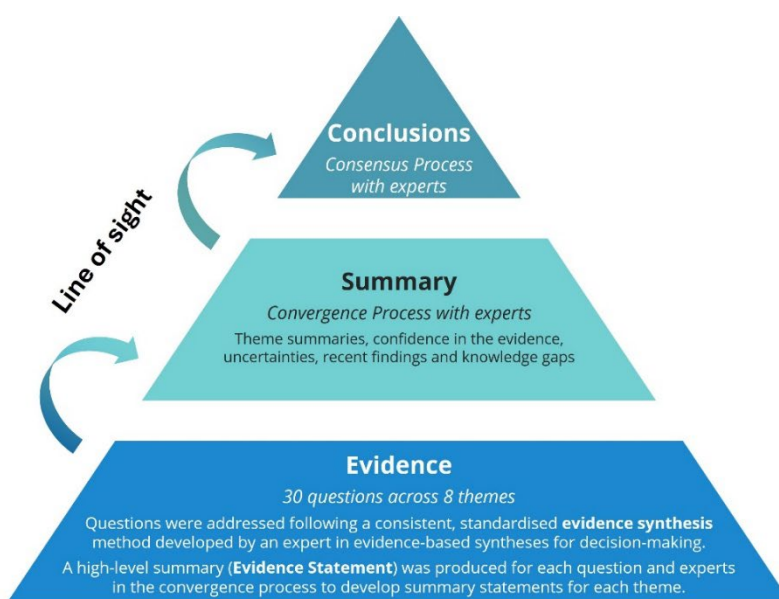 Conclusions
Consensus Process
with experts
Line of sight
Summary
Convergence Process with experts
Theme summaries, confidence in the evidence,
uncertainties, recent findings and knowledge gaps
Evidence
30 questions across 8 themes
Questions were addressed following a consistent, standardised evidence synthesis
method developed by an expert in evidence-based syntheses for decision-making.
A high-level summary (Evidence Statement) was produced for each question and experts
in the convergence process to develop summary statements for each theme.